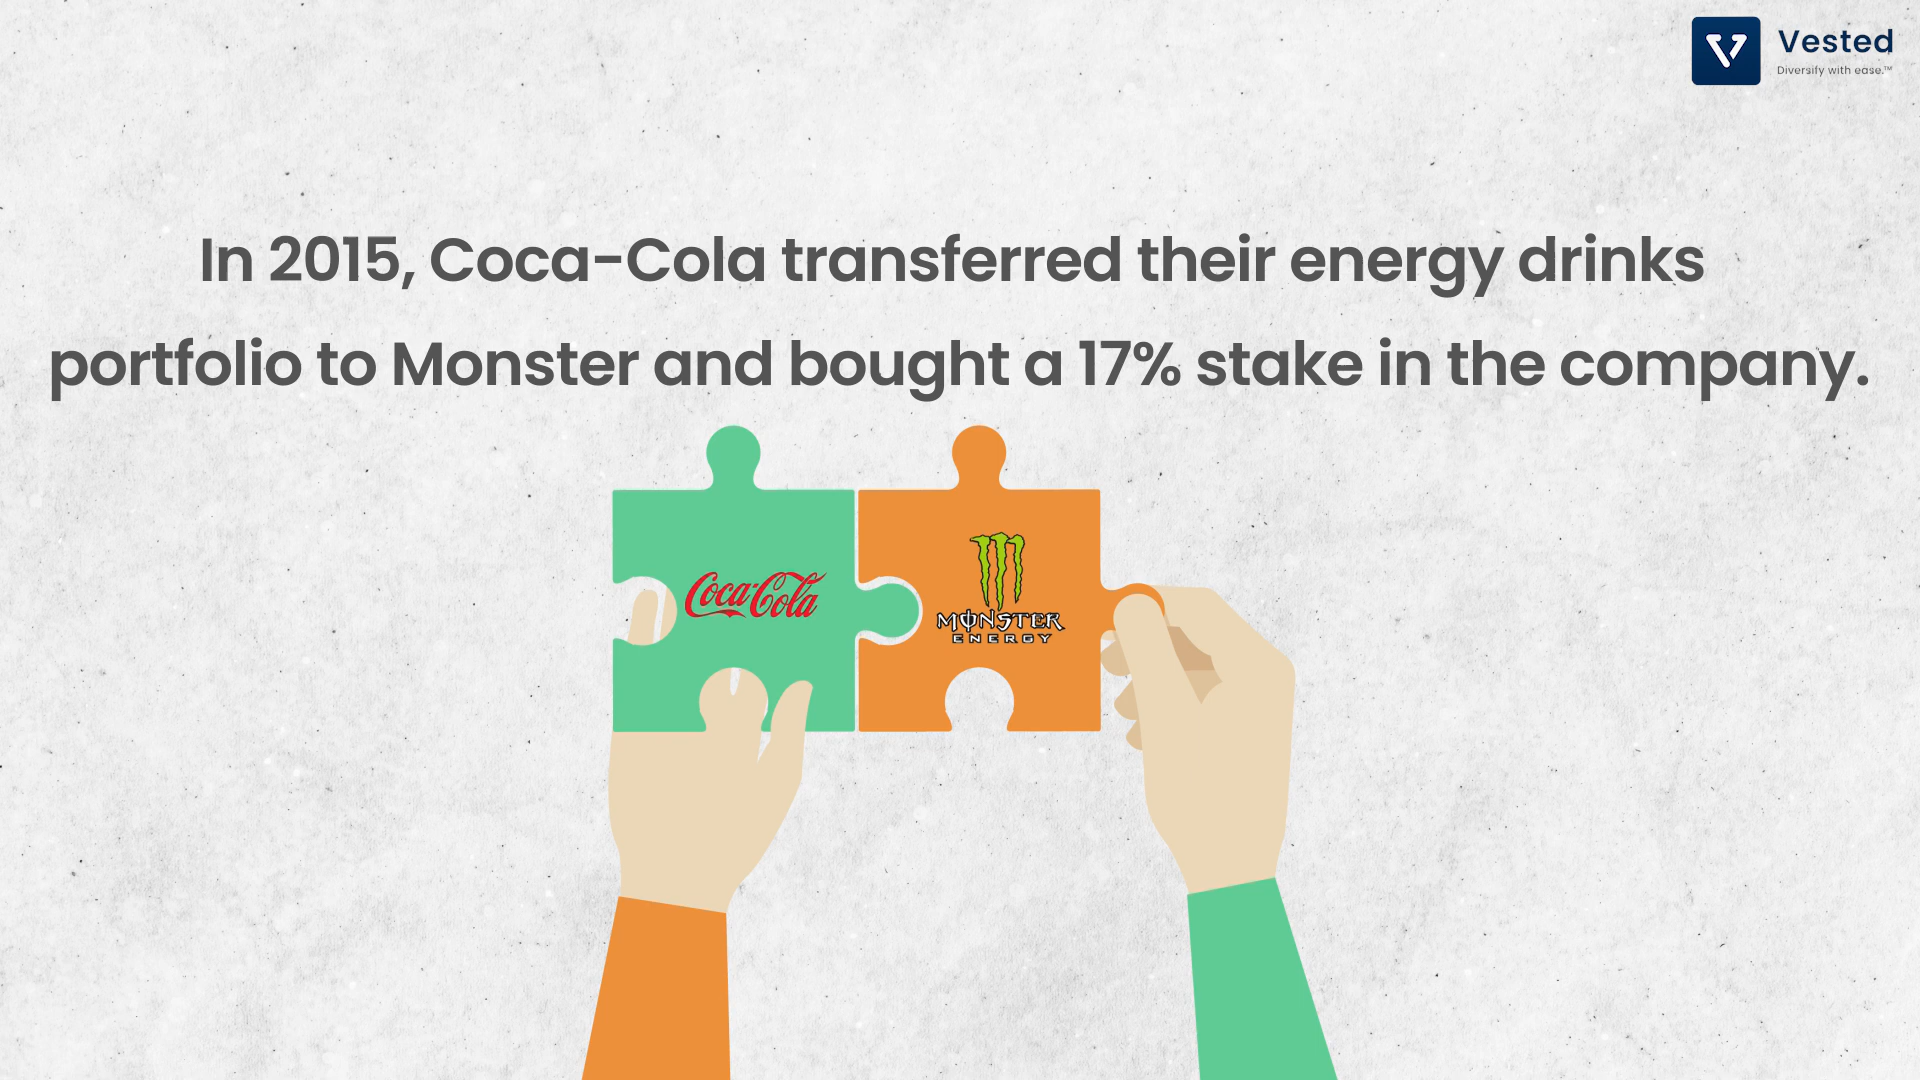 Vested
Diversify with ease.™
In 2015, Coca-Cola transferred their energy drinks
portfolio to Monster and bought a 17% stake in the company.
Coca-Cola
MONSTER
ENERGY